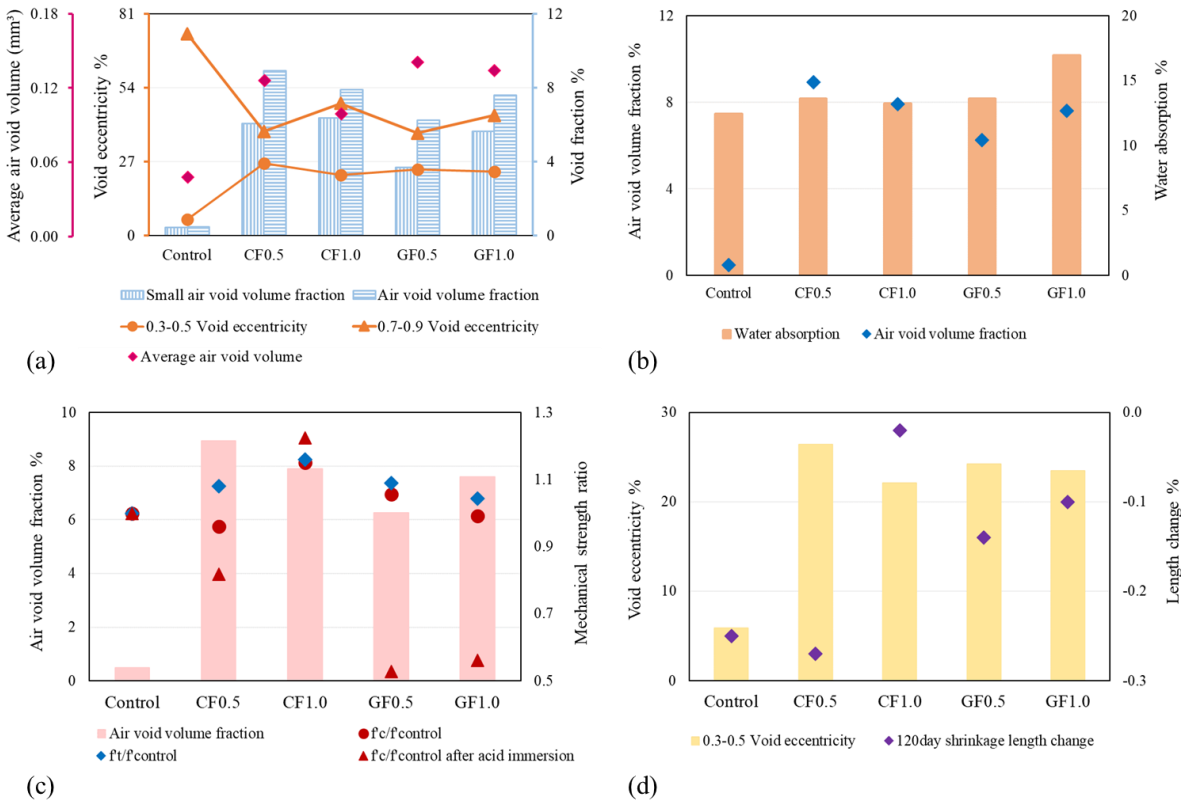 Average air void volume (mm³)
0.18
0.12
0.06
0.00
Void eccentricity %
81
54
27
0
12
8
4
0
Void fraction %
Control CF0.5 CF1.0 GF0.5 GF1.0
Small air void volume fraction Air void volume fraction
0.3-0.5 Void eccentricity 0.7-0.9 Void eccentricity
Average air void volume
(a)
Air void volume fraction %
12
8
4
0
20
15
10
5
0
Water absorption %
Control CF0.5 CF1.0 GF0.5 GF1.0
Water absorption Air void volume fraction
(b)
Air void volume fraction %
10
8
6
4
2
0
1.3
1.1
0.9
0.7
0.5
Mechanical strength ratio
Control CF0.5 CF1.0 GF0.5 GF1.0
Air void volume fraction f'c/f'control
f't/f'control f'c/f'control after acid immersion
(c)
Void eccentricity %
30
20
10
0
0.0
-0.1
-0.2
-0.3
Length change %
Control CF0.5 CF1.0 GF0.5 GF1.0
0.3-0.5 Void eccentricity 120day shrinkage length change
(d)